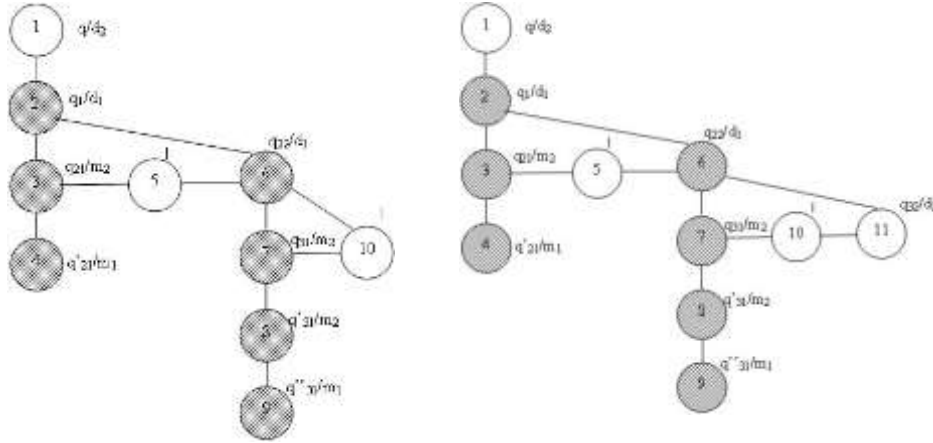 1 q/d₂
2 q₁/d₁
q₂₂/d₁
3 q₂₁/m₂ 5 6
4 q'₂₁/m₁ 7 q₃₁/m₂ 10
q'₃₁/m₂
q''₃₁/m₁
9
1 q/d₂
2 q₁/d₁
q₂₂/d₁
3 q₂₁/m₂ 5 6
q₃₂/d
4 q'₂₁/m₁ 7 q₃₁/m₂ 10 11
q'₃₁/m₂
q''₃₁/m₁
9